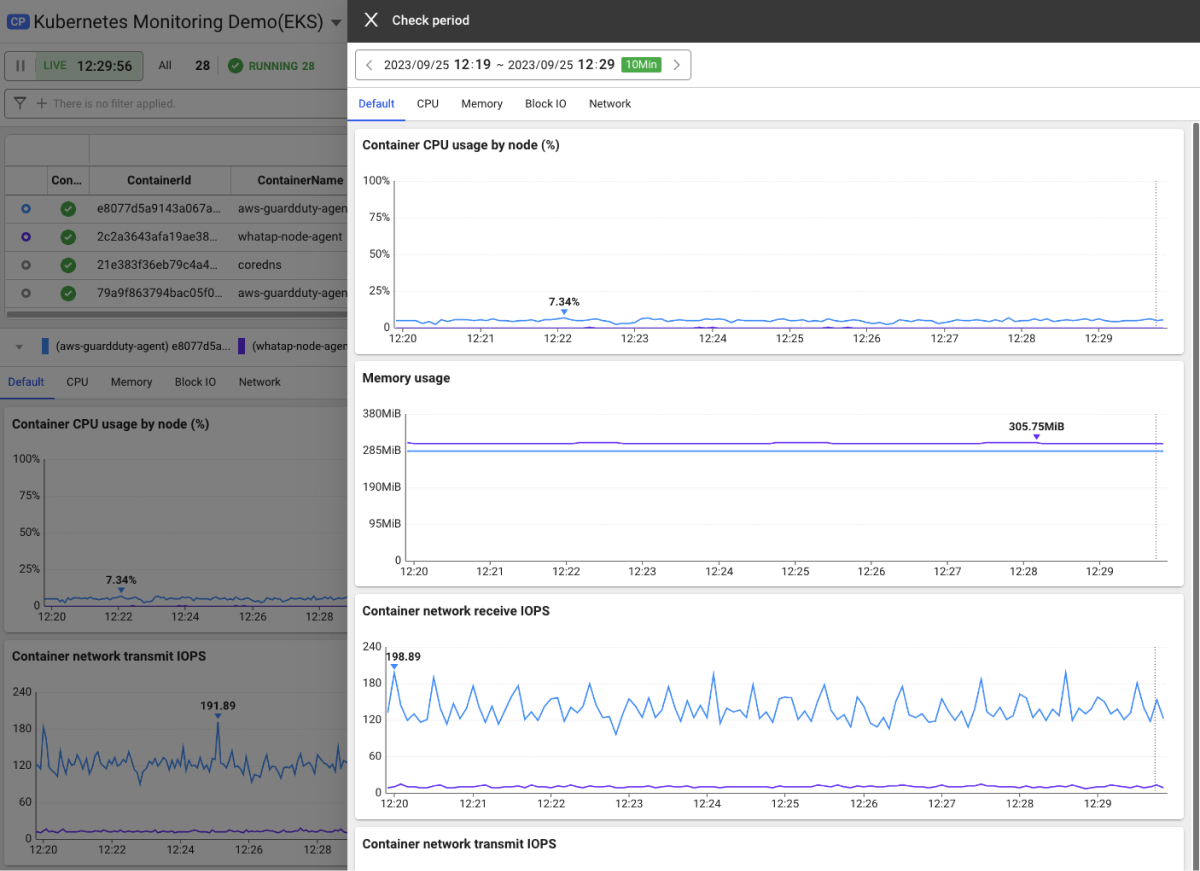 CP Kubernetes Monitoring Demo(EKS)
LIVE 12:29:56 All 28 RUNNING 28
There is no filter applied.
Con... ContainerId ContainerName
e8077d5a9143a067a... aws-guardduty-agen
2c2a3643afa19ae38... whatap-node-agent
21e383f36eb79c4a4... coredns
79a9f863794bac05f0... aws-guardduty-agen
(aws-guardduty-agent) e8077d5a... (whatap-node-agen
Default CPU Memory Block IO Network
Container CPU usage by node (%)
100%
75%
50%
25%
7.34%
0
12:20 12:22 12:24 12:26 12:28
Container network transmit IOPS
240
191.89
180
120
60
0
12:20 12:22 12:24 12:26 12:28
Check period
2023/09/25 12:19 ~ 2023/09/25 12:29 10Min
Default CPU Memory Block IO Network
Container CPU usage by node (%)
100%
75%
50%
25%
7.34%
0
12:20 12:21 12:22 12:23 12:24 12:25 12:26 12:27 12:28 12:29
Memory usage
380MiB
305.75MiB
285MiB
190MiB
95MiB
0
12:20 12:21 12:22 12:23 12:24 12:25 12:26 12:27 12:28 12:29
Container network receive IOPS
240
198.89
180
120
60
0
12:20 12:21 12:22 12:23 12:24 12:25 12:26 12:27 12:28 12:29
Container network transmit IOPS